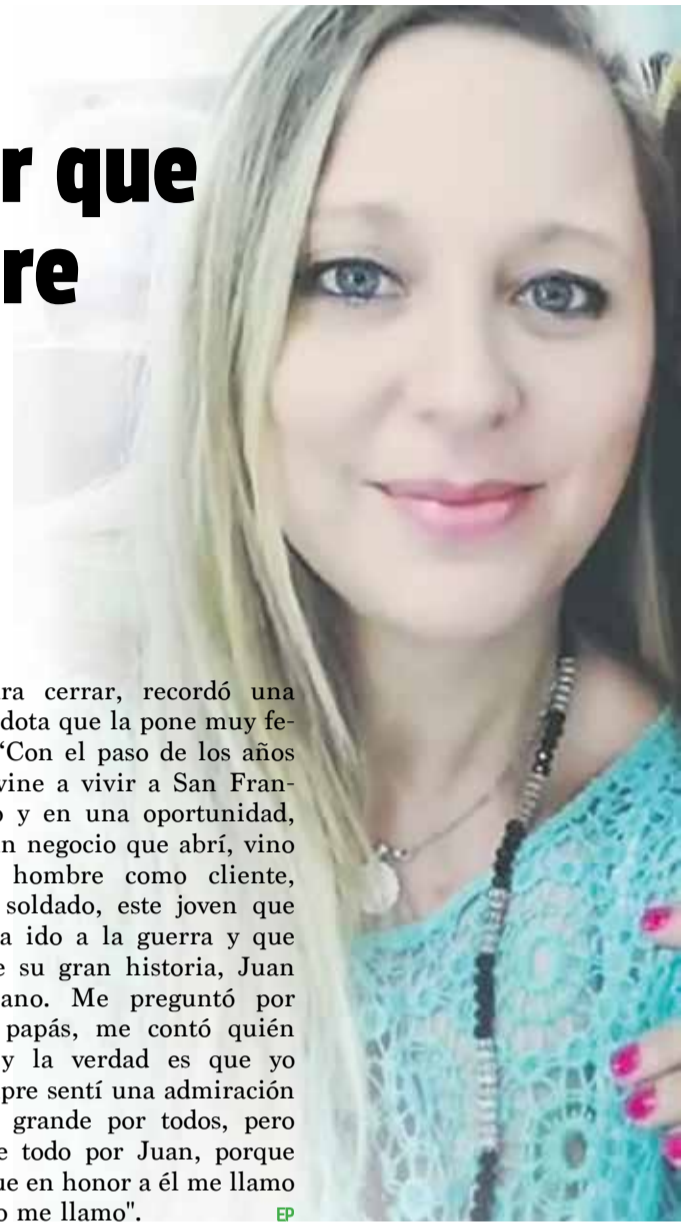 r que
re
ra cerrar, recordó una
dota que la pone muy fe-
"Con el paso de los años
vine a vivir a San Fran-
o y en una oportunidad,
n negocio que abrí, vino
hombre como cliente,
soldado, este joven que
a ido a la guerra y que
e su gran historia, Juan
ano. Me preguntó por
papás, me contó quién
y la verdad es que yo
pre sentí una admiración
grande por todos, pero
e todo por Juan, porque
ue en honor a él me llamo
o me llamo".
EP